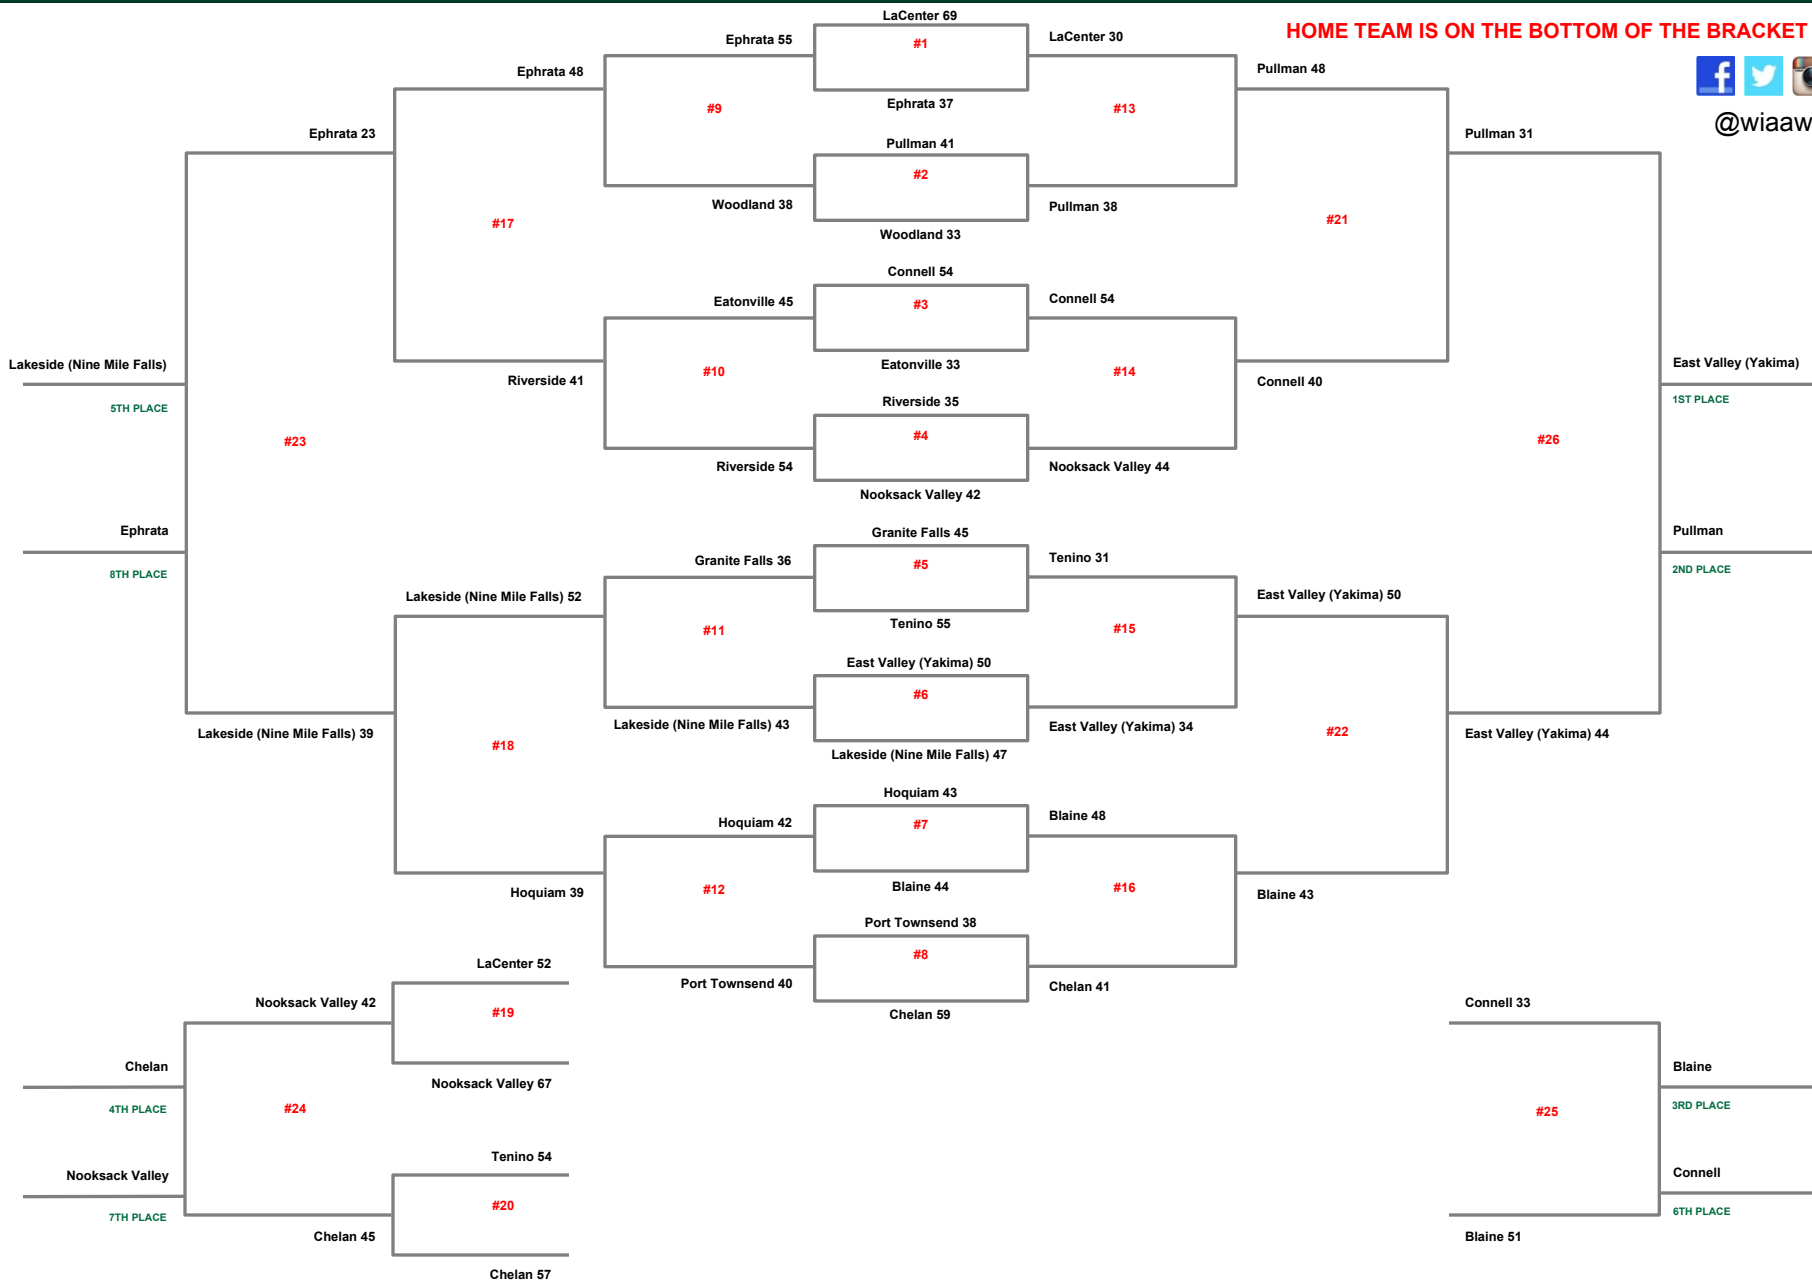 LaCenter 69
HOME TEAM IS ON THE BOTTOM OF THE BRACKET
Ephrata 55
#1
LaCenter 30
Ephrata 48
Pullman 48
Ephrata 37
#9
#13
@wiaaw
Ephrata 23
Pullman 41
Pullman 31
#2
Woodland 38
Pullman 38
#17
#21
Woodland 33
Connell 54
Eatonville 45
#3
Connell 54
Lakeside (Nine Mile Falls)
Eatonville 33
East Valley (Yakima)
#10
#14
Riverside 41
Connell 40
5TH PLACE
Riverside 35
1ST PLACE
#23
#4
#26
Riverside 54
Nooksack Valley 44
Nooksack Valley 42
Ephrata
Granite Falls 45
Pullman
Granite Falls 36
#5
Tenino 31
8TH PLACE
2ND PLACE
Lakeside (Nine Mile Falls) 52
East Valley (Yakima) 50
Tenino 55
#11
#15
East Valley (Yakima) 50
#6
Lakeside (Nine Mile Falls) 43
East Valley (Yakima) 34
Lakeside (Nine Mile Falls) 39
#18
#22
East Valley (Yakima) 44
Lakeside (Nine Mile Falls) 47
Hoquiam 43
Hoquiam 42
#7
Blaine 48
Blaine 44
#12
#16
Hoquiam 39
Blaine 43
Port Townsend 38
LaCenter 52
#8
Port Townsend 40
Chelan 41
Nooksack Valley 42
#19
Chelan 59
Connell 33
Chelan
Blaine
Nooksack Valley 67
4TH PLACE
#24
#25
3RD PLACE
Tenino 54
Nooksack Valley
Connell
#20
7TH PLACE
6TH PLACE
Chelan 45
Blaine 51
Chelan 57